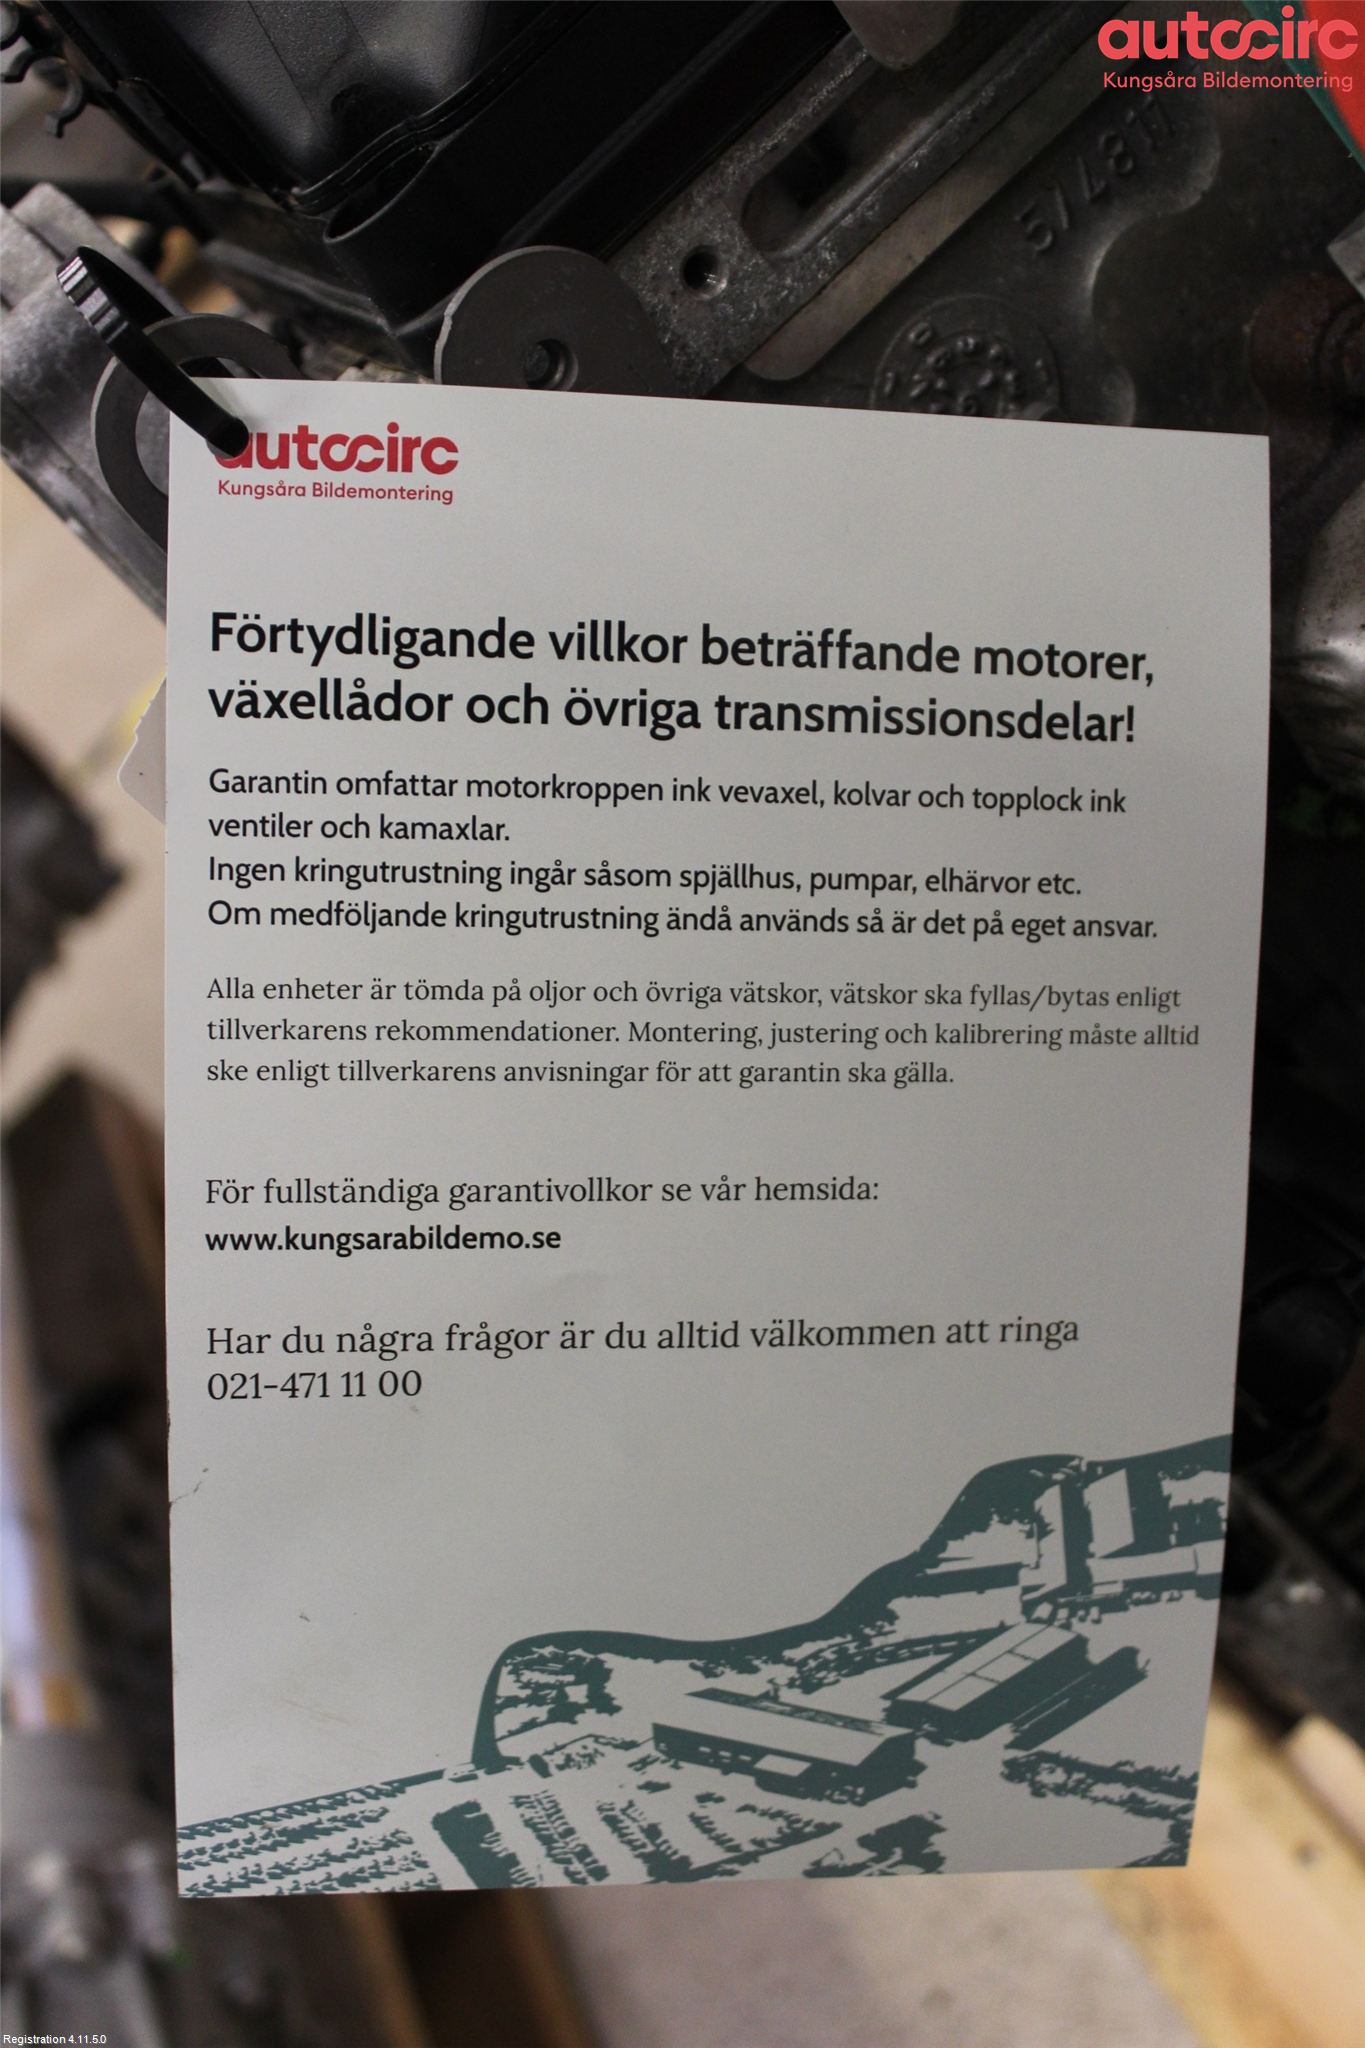 autocirc
Kungsåra Bildemontering
11 87/5
autocirc
Kungsåra Bildemontering
Förtydligande villkor beträffande motorer,
växellådor och övriga transmissionsdelar!
Garantin omfattar motorkroppen ink vevaxel, kolvar och topplock ink
ventiler och kamaxlar.
Ingen kringutrustning ingår såsom spjällhus, pumpar, elhärvor etc.
Om medföljande kringutrustning ändå används så är det på eget ansvar.
Alla enheter är tömda på oljor och övriga vätskor, vätskor ska fyllas/bytas enligt
tillverkarens rekommendationer. Montering, justering och kalibrering måste alltid
ske enligt tillverkarens anvisningar för att garantin ska gälla.
För fullständiga garantivollkor se vår hemsida:
www.kungsarabildemo.se
Har du några frågor är du alltid välkommen att ringa
021-471 11 00
Registration 4.11.5.0